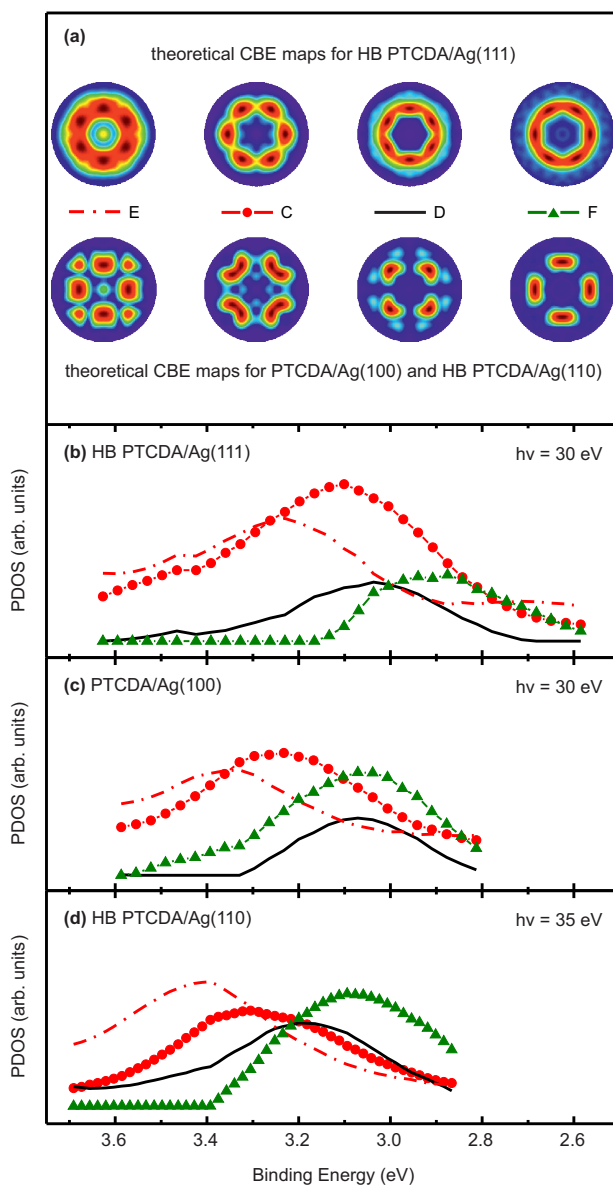 (a)
theoretical CBE maps for HB PTCDA/Ag(111)
E C D F
theoretical CBE maps for PTCDA/Ag(100) and HB PTCDA/Ag(110)
(b) HB PTCDA/Ag(111) hν = 30 eV
PDOS (arb. units)
(c) PTCDA/Ag(100) hν = 30 eV
PDOS (arb. units)
(d) HB PTCDA/Ag(110) hν = 35 eV
PDOS (arb. units)
3.6 3.4 3.2 3.0 2.8 2.6
Binding Energy (eV)